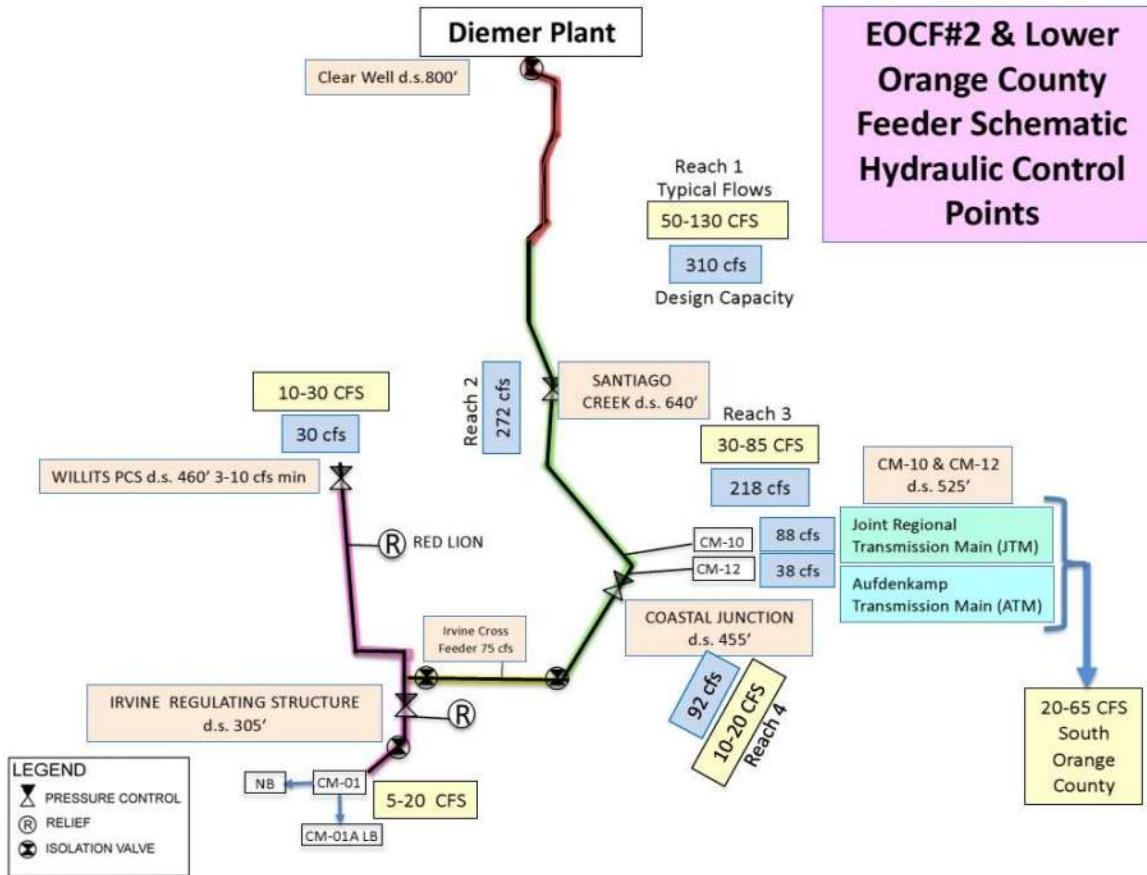 Diemer Plant
EOCF#2 & Lower
Orange County
Feeder Schematic
Hydraulic Control
Points
Clear Well d.s.800’
Reach 1
Typical Flows
50-130 CFS
310 cfs
Design Capacity
10-30 CFS
30 cfs
Reach 2
272 cfs
SANTIAGO
CREEK d.s. 640’
Reach 3
30-85 CFS
218 cfs
WILLITS PCS d.s. 460’ 3-10 cfs min
CM-10 & CM-12
d.s. 525’
R RED LION
CM-10
88 cfs
Joint Regional
Transmission Main (JTM)
CM-12
38 cfs
Aufdenkamp
Transmission Main (ATM)
COASTAL JUNCTION
d.s. 455’
Irvine Cross
Feeder 75 cfs
92 cfs
10-20 CFS
Reach 4
IRVINE REGULATING STRUCTURE
d.s. 305’
R
20-65 CFS
South
Orange
County
LEGEND
PRESSURE CONTROL
R RELIEF
ISOLATION VALVE
NB
CM-01
5-20 CFS
CM-01A LB